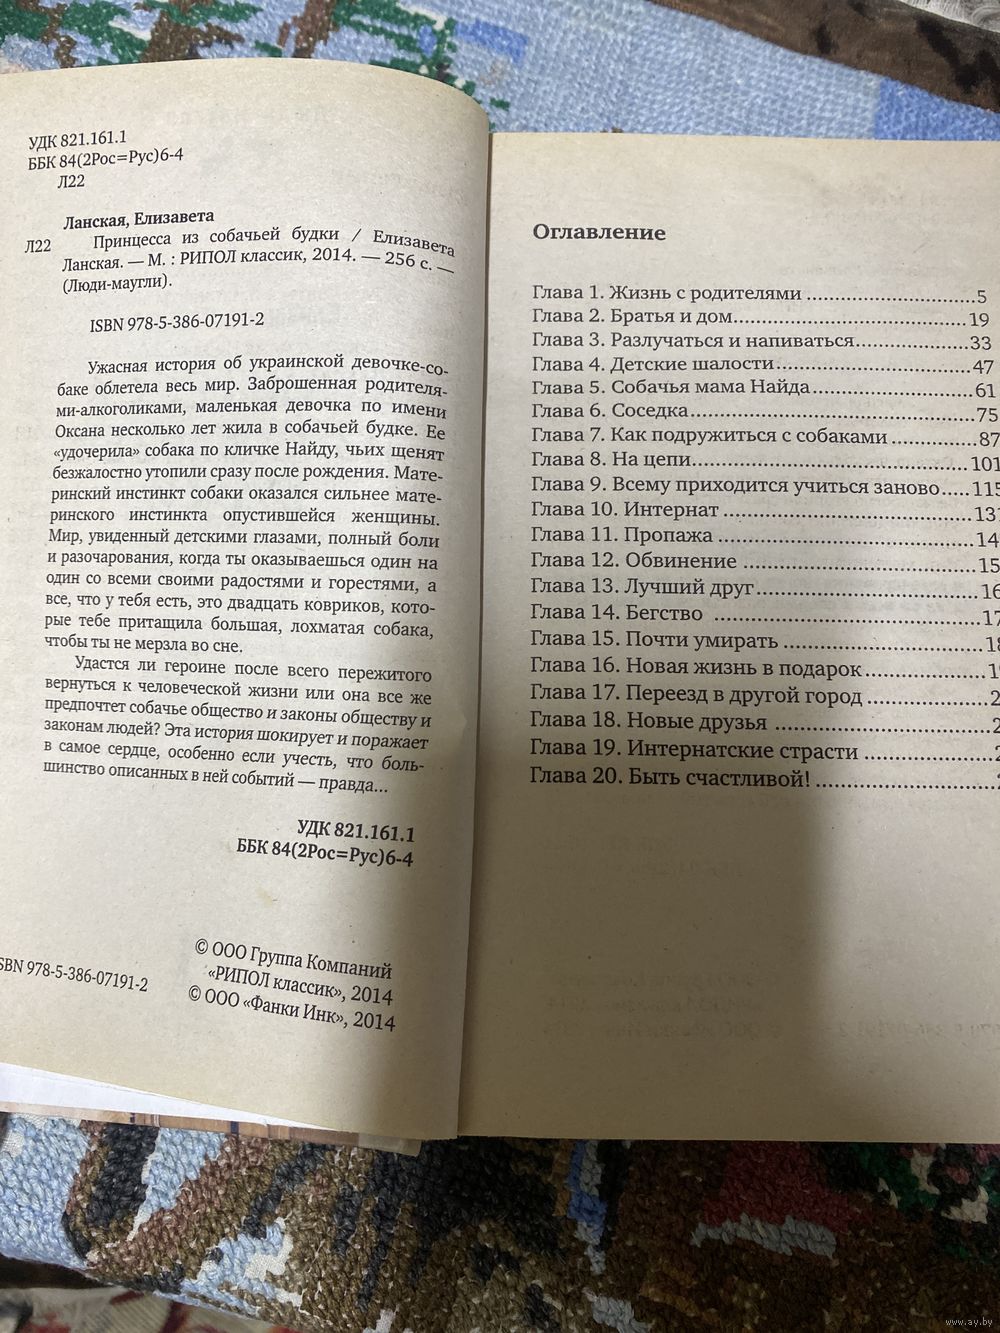 УДК 821.161.1
ББК 84(2Рос=Рус)6-4
Л22
Ланская, Елизавета
Л22 Принцесса из собачьей будки / Елизавета
Ланская. — М. : РИПОЛ классик, 2014. — 256 с. —
(Люди-маугли).
ISBN 978-5-386-07191-2
Ужасная история об украинской девочке-со-
баке облетела весь мир. Заброшенная родителя-
ми-алкоголиками, маленькая девочка по имени
Оксана несколько лет жила в собачьей будке. Ее
«удочерила» собака по кличке Найду, чьих щенят
безжалостно утопили сразу после рождения. Мате-
ринский инстинкт собаки оказался сильнее мате-
ринского инстинкта опустившейся женщины.
Мир, увиденный детскими глазами, полный боли
и разочарования, когда ты оказываешься один на
один со всеми своими радостями и горестями, а
все, что у тебя есть, это двадцать ковриков, кото-
рые тебе притащила большая, лохматая собака,
чтобы ты не мерзла во сне.
Удастся ли героине после всего пережитого
вернуться к человеческой жизни или она все же
предпочтет собачье общество и законы обществу и
законам людей? Эта история шокирует и поражает
в самое сердце, особенно если учесть, что боль-
шинство описанных в ней событий — правда...
УДК 821.161.1
ББК 84(2Рос=Рус)6-4
© ООО Группа Компаний
«РИПОЛ классик», 2014
SBN 978-5-386-07191-2
© ООО «Фанки Инк», 2014
Оглавление
Глава 1. Жизнь с родителями ..........5
Глава 2. Братья и дом..........19
Глава 3. Разлучаться и напиваться..........33
Глава 4. Детские шалости..........47
Глава 5. Собачья мама Найда..........61
Глава 6. Соседка..........75
Глава 7. Как подружиться с собаками ..........87
Глава 8. На цепи..........101
Глава 9. Всему приходится учиться заново.....115
Глава 10. Интернат ..........131
Глава 11. Пропажа ..........14
Глава 12. Обвинение ..........15
Глава 13. Лучший друг..........16
Глава 14. Бегство ..........17
Глава 15. Почти умирать ..........18
Глава 16. Новая жизнь в подарок..........19
Глава 17. Переезд в другой город ..........2
Глава 18. Новые друзья ..........2
Глава 19. Интернатские страсти ..........2
Глава 20. Быть счастливой! ..........2
www.ay.by